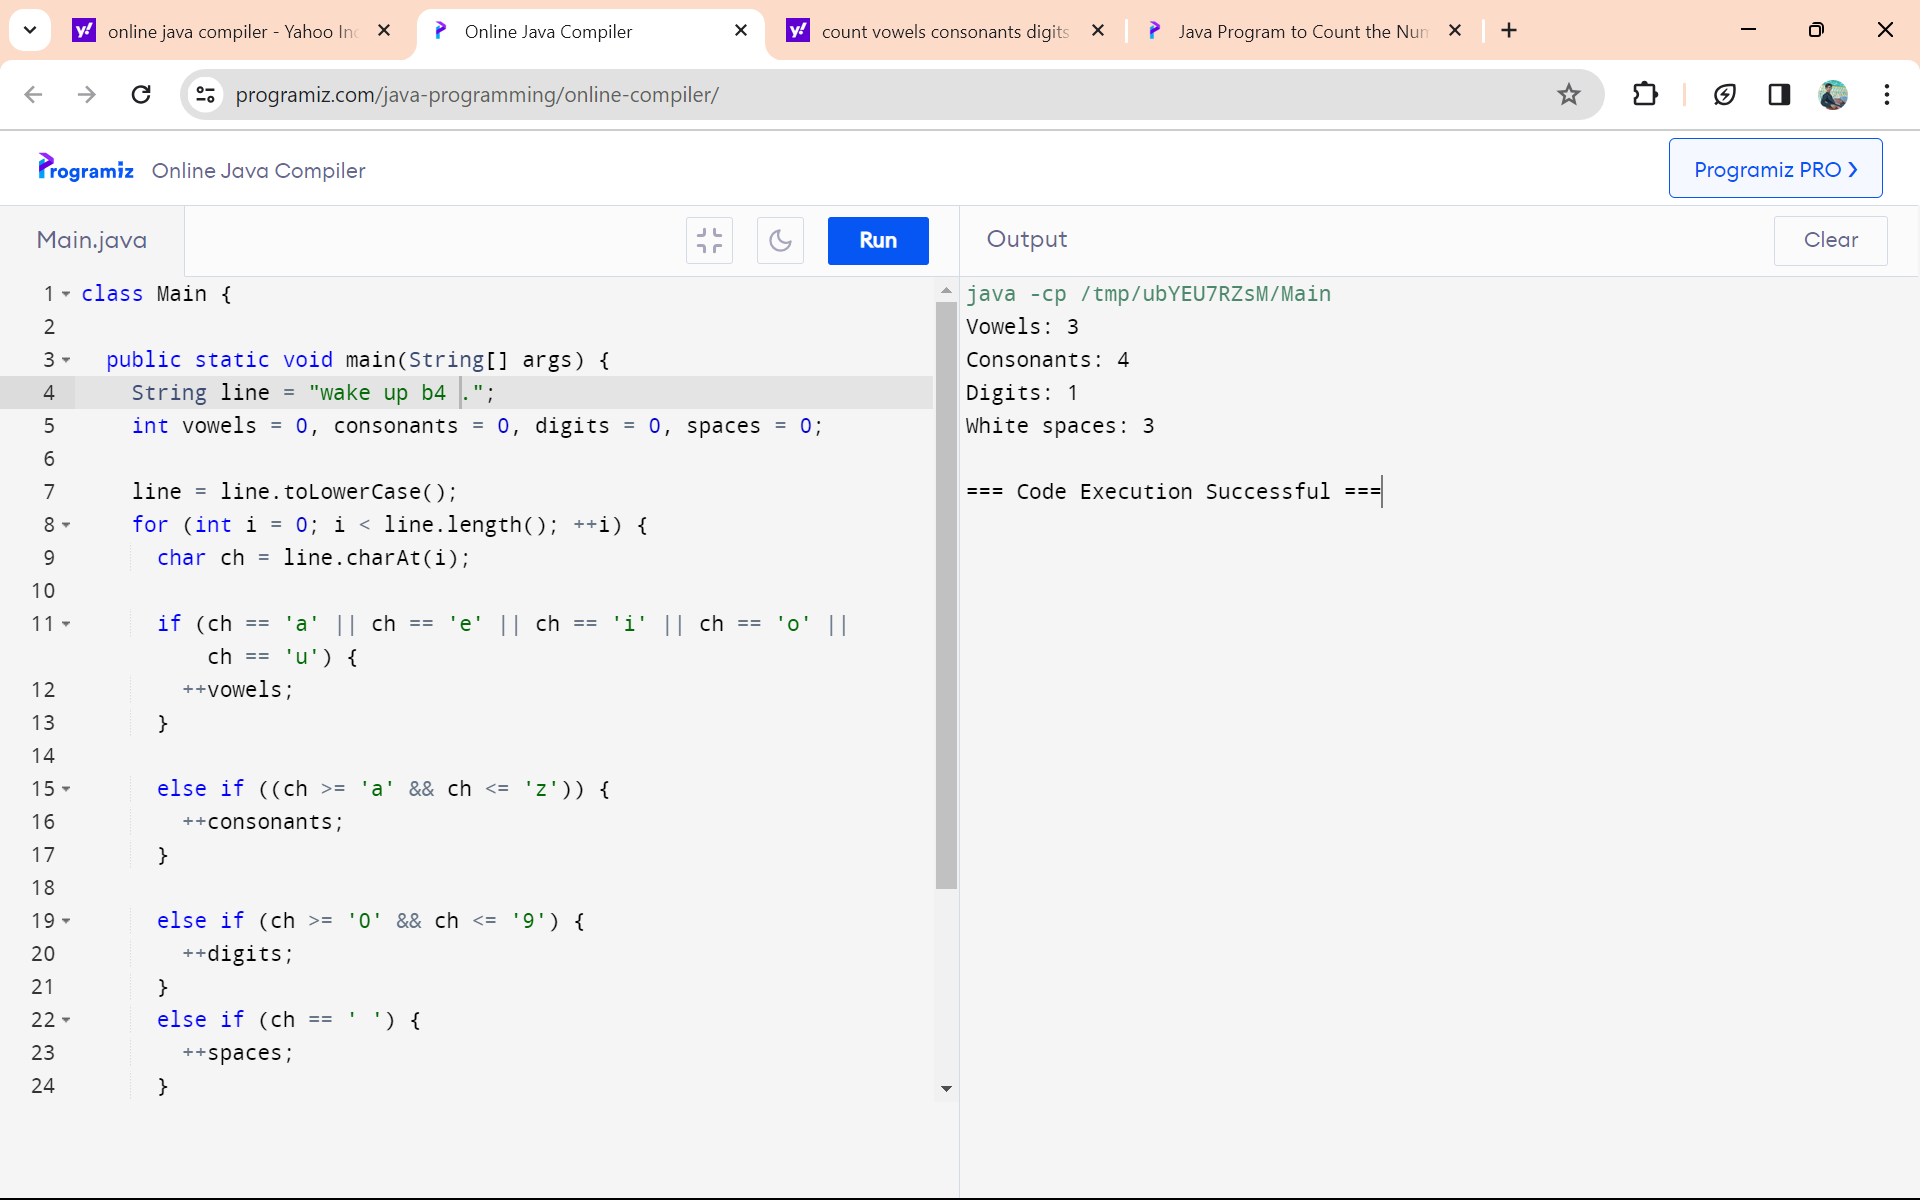 online java compiler - Yahoo Inc
Online Java Compiler
count vowels consonants digits
Java Program to Count the Num
programiz.com/java-programming/online-compiler/
Programiz Online Java Compiler
Programiz PRO
Main.java
Run
Output
Clear
1 class Main {
2
3 public static void main(String[] args) {
4 String line = "wake up b4 .";
5 int vowels = 0, consonants = 0, digits = 0, spaces = 0;
6
7 line = line.toLowerCase();
8 for (int i = 0; i < line.length(); ++i) {
9 char ch = line.charAt(i);
10
11 if (ch == 'a' || ch == 'e' || ch == 'i' || ch == 'o' ||
ch == 'u') {
12 ++vowels;
13 }
14
15 else if ((ch >= 'a' && ch <= 'z')) {
16 ++consonants;
17 }
18
19 else if (ch >= '0' && ch <= '9') {
20 ++digits;
21 }
22 else if (ch == ' ') {
23 ++spaces;
24 }
java -cp /tmp/ubYEU7RZsM/Main
Vowels: 3
Consonants: 4
Digits: 1
White spaces: 3
=== Code Execution Successful ===